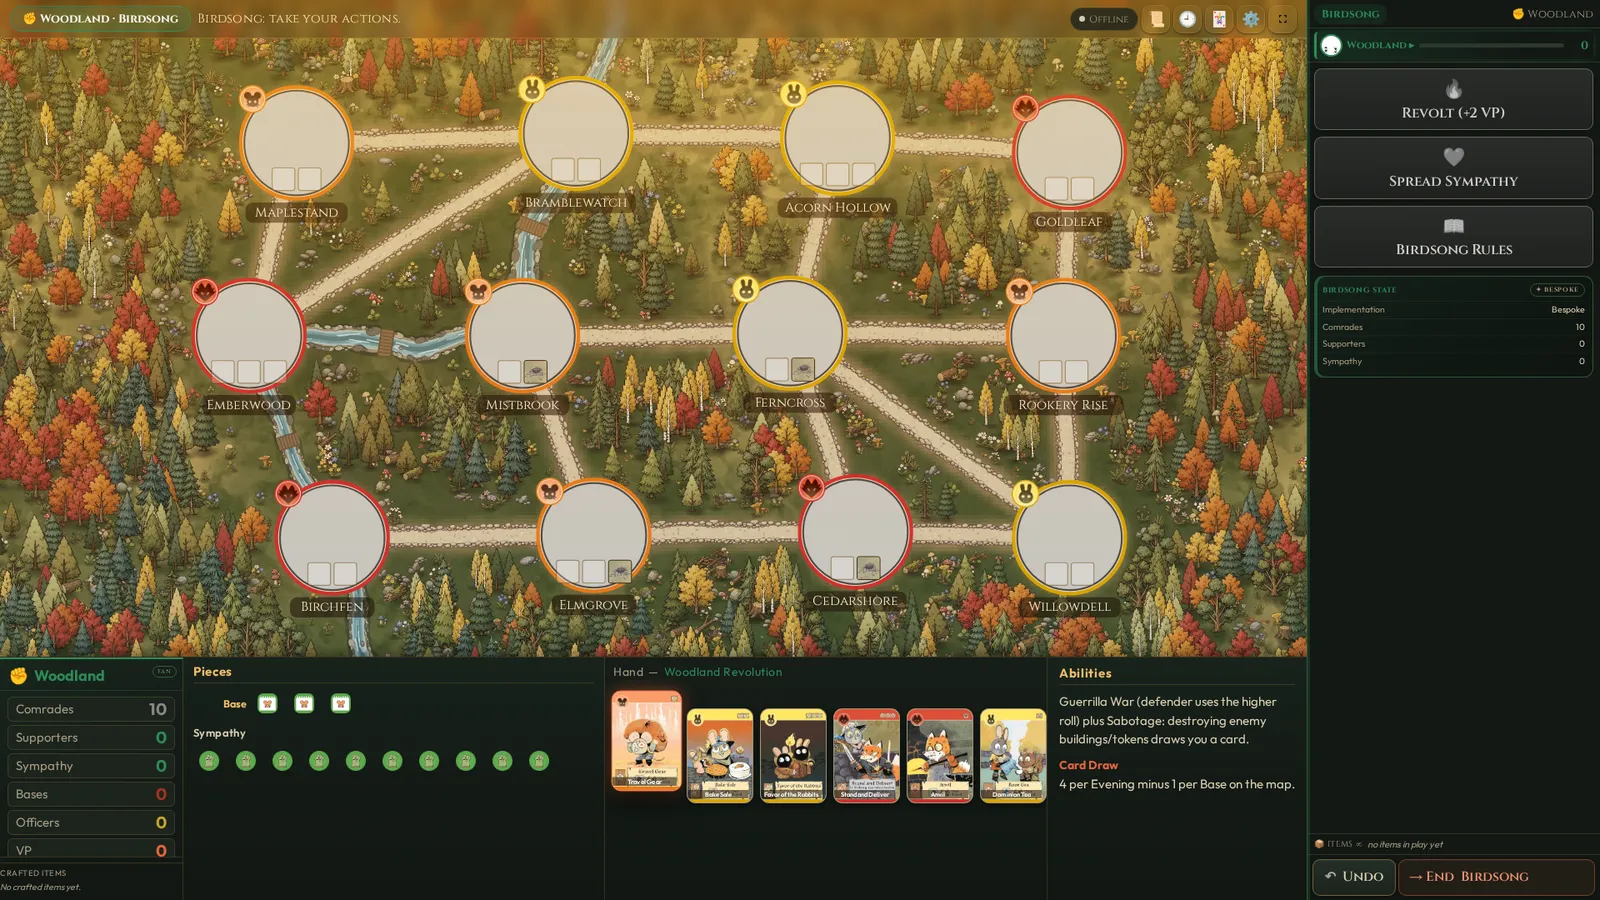 Woodland · Birdsong
Birdsong: take your actions.
Offline
Maplestand
Bramblewatch
Acorn Hollow
Goldleaf
Emberwood
Mistbrook
Ferncross
Rookery Rise
Birchfen
Elmgrove
Cedarshore
Willowdell
Birdsong
Woodland
Woodland ▸
0
Revolt (+2 VP)
Spread Sympathy
Birdsong Rules
Birdsong State
✦ Bespoke
Implementation Bespoke
Comrades 10
Supporters 0
Sympathy 0
Items ∞ no items in play yet
↶ Undo
→ End Birdsong
Woodland
Comrades 10
Supporters 0
Sympathy 0
Bases 0
Officers 0
VP 0
Crafted Items
No crafted items yet.
Pieces
Base
Sympathy
Hand — Woodland Revolution
Travel Gear
Bake Sale
Favor of the Rabbits
Stand and Deliver
Anvil
Abilities
Guerrilla War (defender uses the higher
roll) plus Sabotage: destroying enemy
buildings/tokens draws you a card.
Card Draw
4 per Evening minus 1 per Base on the map.